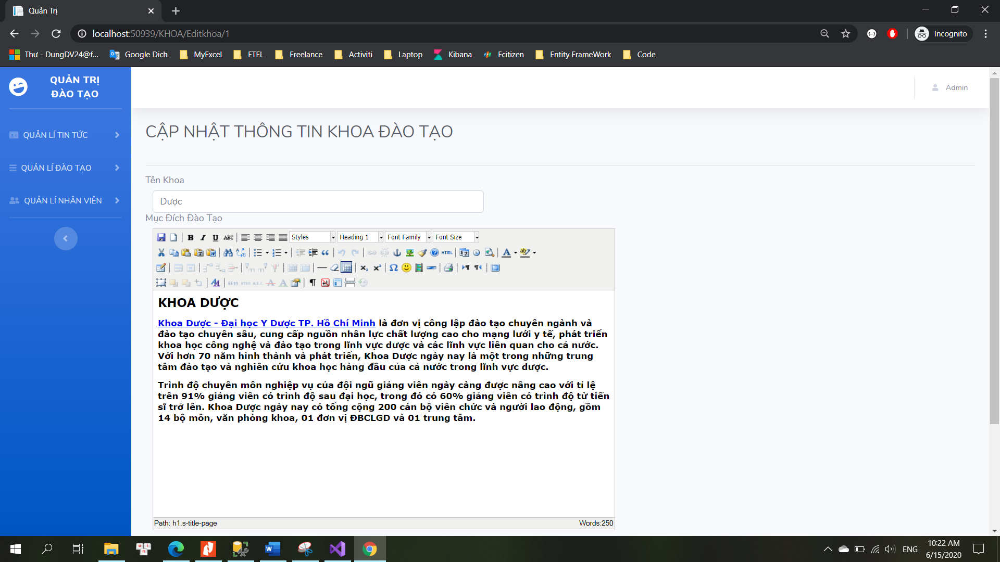 Quản Trị
localhost:50939/KHOA/Editkhoa/1
Incognito
Thư - DungDV24@f...
Google Dịch
MyExcel
FTEL
Freelance
Activiti
Laptop
Kibana
Fcitizen
Entity FrameWork
Code
QUẢN TRỊ
ĐÀO TẠO
Admin
QUẢN LÍ TIN TỨC
QUẢN LÍ ĐÀO TẠO
QUẢN LÍ NHÂN VIÊN
CẬP NHẬT THÔNG TIN KHOA ĐÀO TẠO
Tên Khoa
Dược
Mục Đích Đào Tạo
B I U ABC Styles Heading 1 Font Family Font Size
HTML
KHOA DƯỢC
Khoa Dược - Đại học Y Dược TP. Hồ Chí Minh là đơn vị công lập đào tạo chuyên ngành và
đào tạo chuyên sâu, cung cấp nguồn nhân lực chất lượng cao cho mạng lưới y tế, phát triển
khoa học công nghệ và đào tạo trong lĩnh vực dược và các lĩnh vực liên quan cho cả nước.
Với hơn 70 năm hình thành và phát triển, Khoa Dược ngày nay là một trong những trung
tâm đào tạo và nghiên cứu khoa học hàng đầu của cả nước trong lĩnh vực dược.
Trình độ chuyên môn nghiệp vụ của đội ngũ giảng viên ngày càng được nâng cao với tỉ lệ
trên 91% giảng viên có trình độ sau đại học, trong đó có 60% giảng viên có trình độ từ tiến
sĩ trở lên. Khoa Dược ngày nay có tổng cộng 200 cán bộ viên chức và người lao động, gồm
14 bộ môn, văn phòng khoa, 01 đơn vị ĐBCLGD và 01 trung tâm.
Path: h1.s-title-page
Words:250
ENG
10:22 AM
6/15/2020